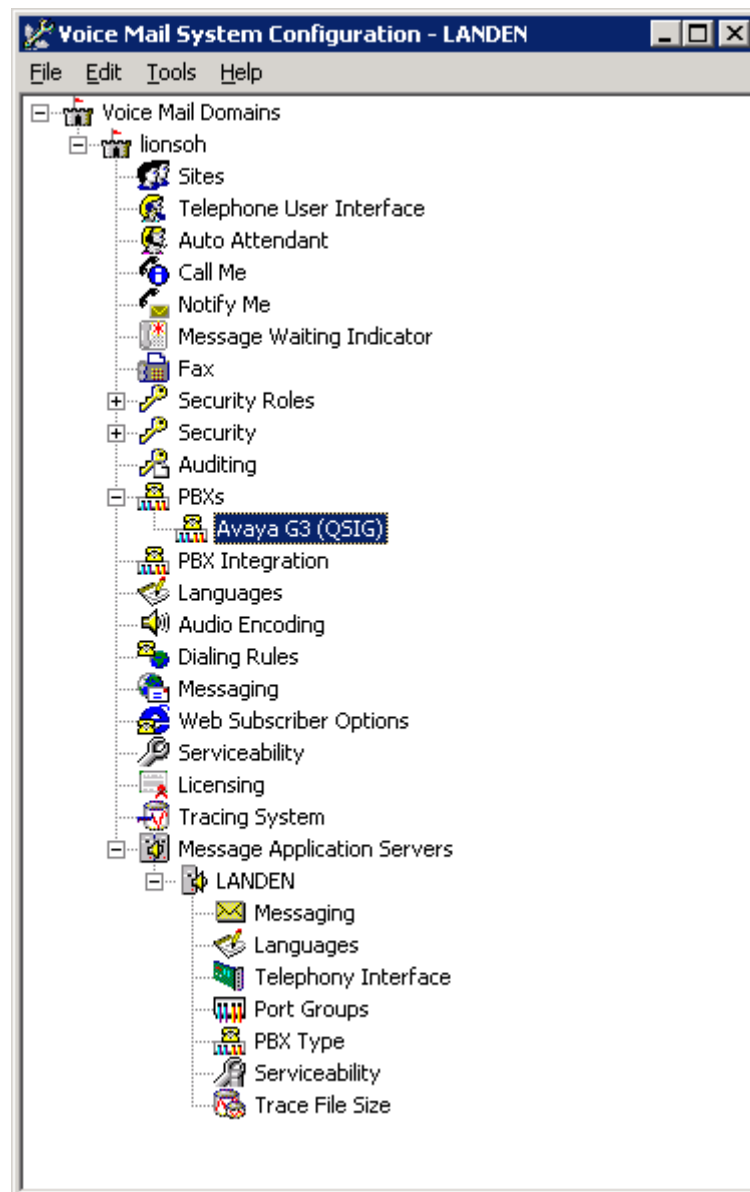 Voice Mail System Configuration - LANDEN
File Edit Tools Help
Voice Mail Domains
lionsoh
Sites
Telephone User Interface
Auto Attendant
Call Me
Notify Me
Message Waiting Indicator
Fax
Security Roles
Security
Auditing
PBXs
Avaya G3 (QSIG)
PBX Integration
Languages
Audio Encoding
Dialing Rules
Messaging
Web Subscriber Options
Serviceability
Licensing
Tracing System
Message Application Servers
LANDEN
Messaging
Languages
Telephony Interface
Port Groups
PBX Type
Serviceability
Trace File Size